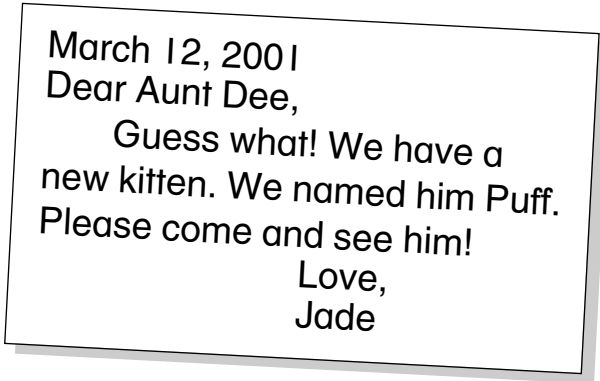 March 12, 2001
Dear Aunt Dee,
Guess what! We have a
new kitten. We named him Puff.
Please come and see him!
Love,
Jade